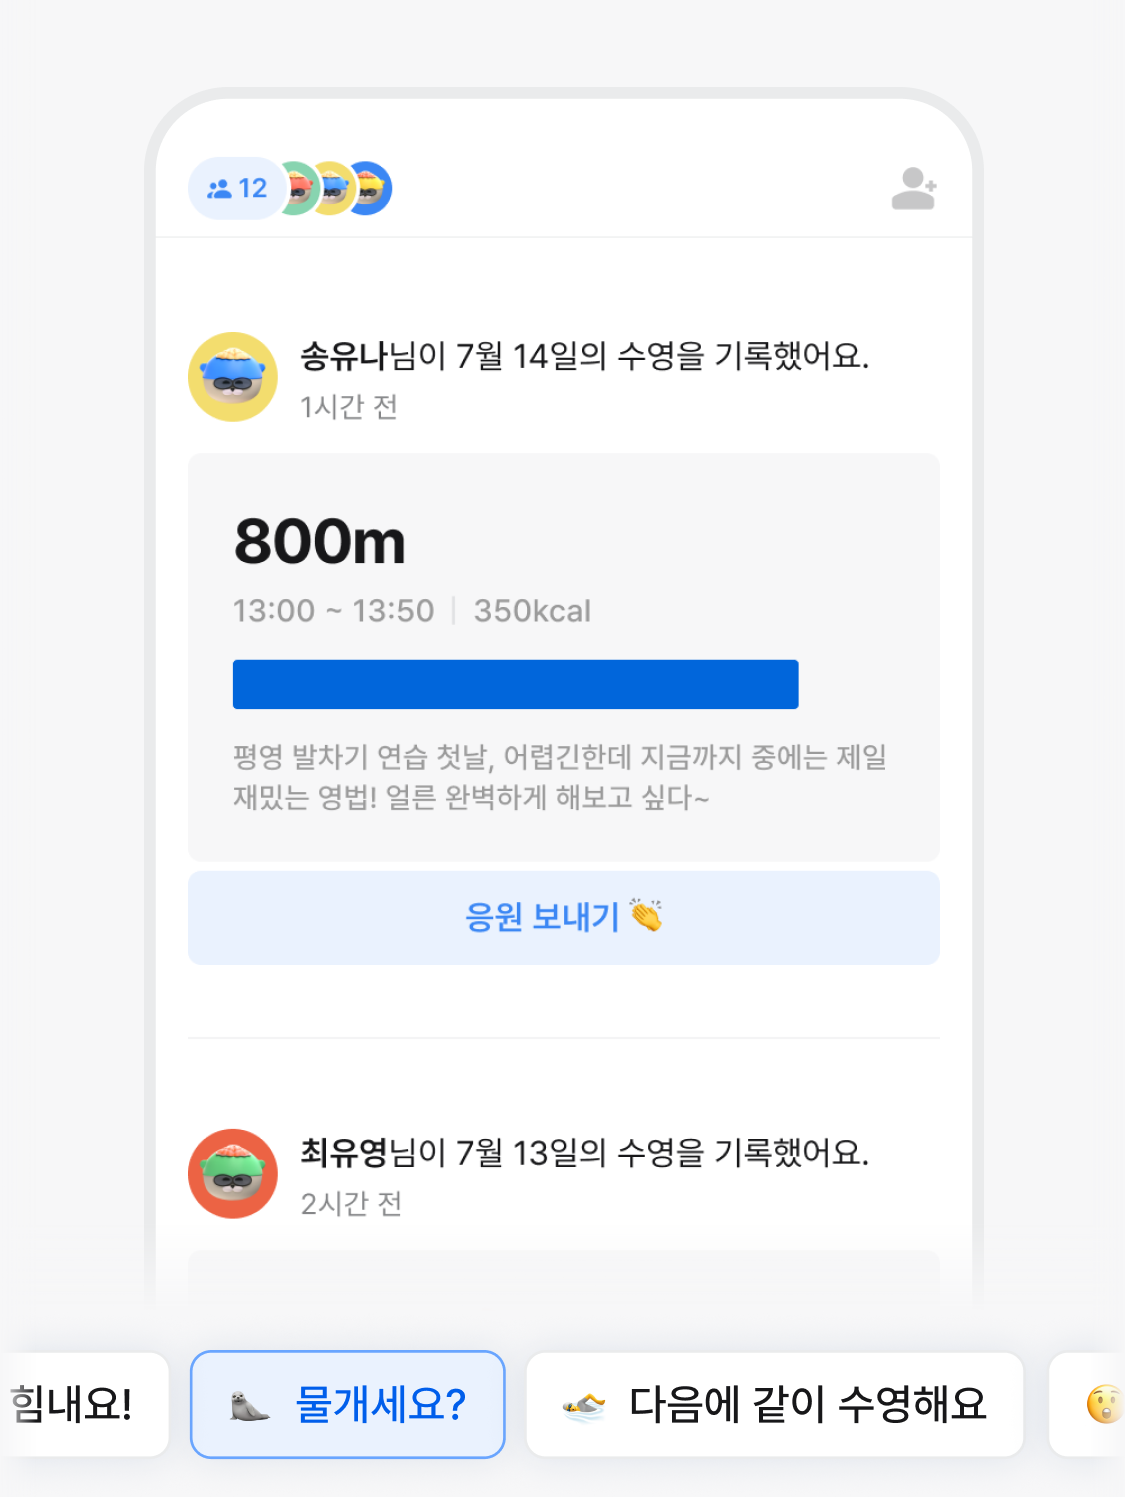 12
송유나님이 7월 14일의 수영을 기록했어요.
1시간 전
800m
13:00 ~ 13:50 | 350kcal
평영 발차기 연습 첫날, 어렵긴한데 지금까지 중에는 제일
재밌는 영법! 얼른 완벽하게 해보고 싶다~
응원 보내기 👏
최유영님이 7월 13일의 수영을 기록했어요.
2시간 전
힘내요!
물개세요?
다음에 같이 수영해요